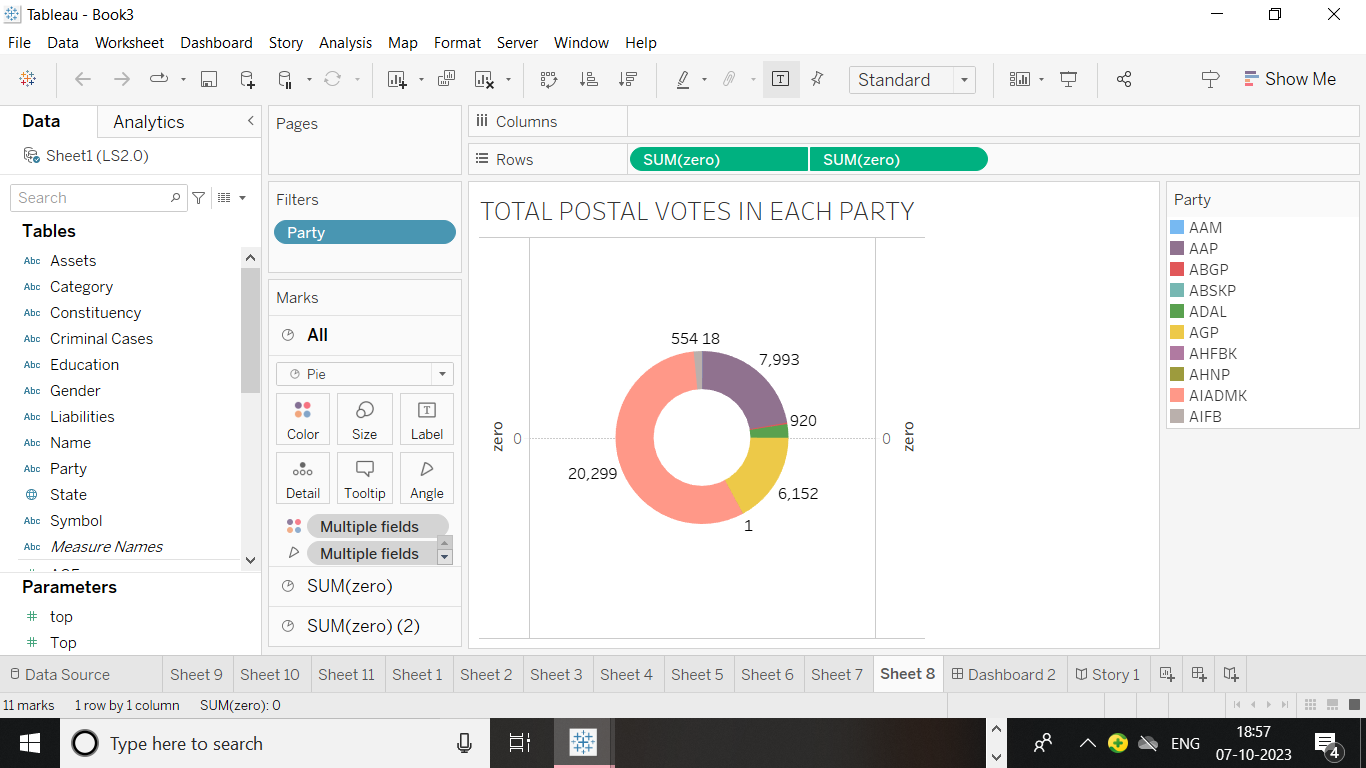 Tableau - Book3
File Data Worksheet Dashboard Story Analysis Map Format Server Window Help
Standard
Show Me
Data Analytics
Sheet1 (LS2.0)
Search
Tables
Abc Assets
Abc Category
Abc Constituency
Abc Criminal Cases
Abc Education
Abc Gender
Abc Liabilities
Abc Name
Abc Party
State
Abc Symbol
Abc Measure Names
Parameters
# top
# Top
Pages
Filters
Party
Marks
All
Pie
Color Size Label
Detail Tooltip Angle
Multiple fields
Multiple fields
SUM(zero)
SUM(zero) (2)
Columns
Rows SUM(zero) SUM(zero)
TOTAL POSTAL VOTES IN EACH PARTY
554 18
7,993
920
zero 0
0 zero
20,299
6,152
1
Party
AAM
AAP
ABGP
ABSKP
ADAL
AGP
AHFBK
AHNP
AIADMK
AIFB
Data Source Sheet 9 Sheet 10 Sheet 11 Sheet 1 Sheet 2 Sheet 3 Sheet 4 Sheet 5 Sheet 6 Sheet 7 Sheet 8 Dashboard 2 Story 1
11 marks 1 row by 1 column SUM(zero): 0
Type here to search
ENG
18:57
07-10-2023
4